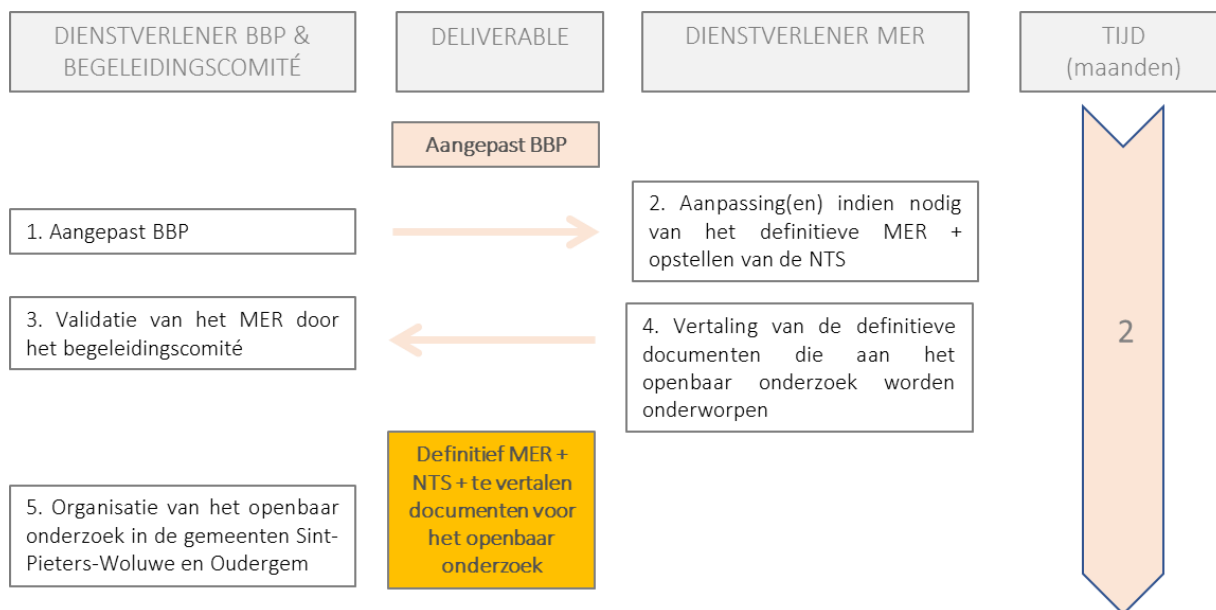 DIENSTVERLENER BBP &
BEGELEIDINGSCOMITÉ
DELIVERABLE
DIENSTVERLENER MER
TIJD
(maanden)
Aangepast BBP
1. Aangepast BBP
2. Aanpassing(en) indien nodig
van het definitieve MER +
opstellen van de NTS
3. Validatie van het MER door
het begeleidingscomité
4. Vertaling van de definitieve
documenten die aan het
openbaar onderzoek worden
onderworpen
2
Definitief MER +
NTS + te vertalen
documenten voor
het openbaar
onderzoek
5. Organisatie van het openbaar
onderzoek in de gemeenten Sint-
Pieters-Woluwe en Oudergem